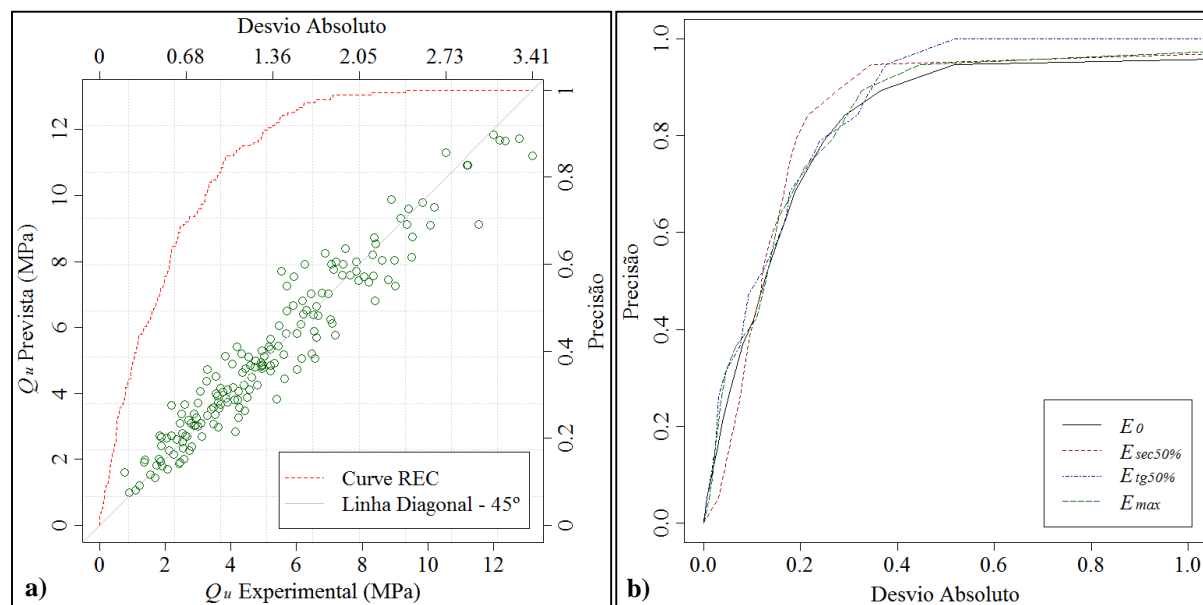 Desvio Absoluto
0 0.68 1.36 2.05 2.73 3.41
Qu Prevista (MPa)
12
10
8
6
4
2
0
1
0.8
0.6
0.4
0.2
0
Precisão
Curve REC
Linha Diagonal - 45º
0 2 4 6 8 10 12
Qu Experimental (MPa)
a)
Precisão
1.0
0.8
0.6
0.4
0.2
0.0
E0
Esec50%
Etg50%
Emax
0.0 0.2 0.4 0.6 0.8 1.0
Desvio Absoluto
b)